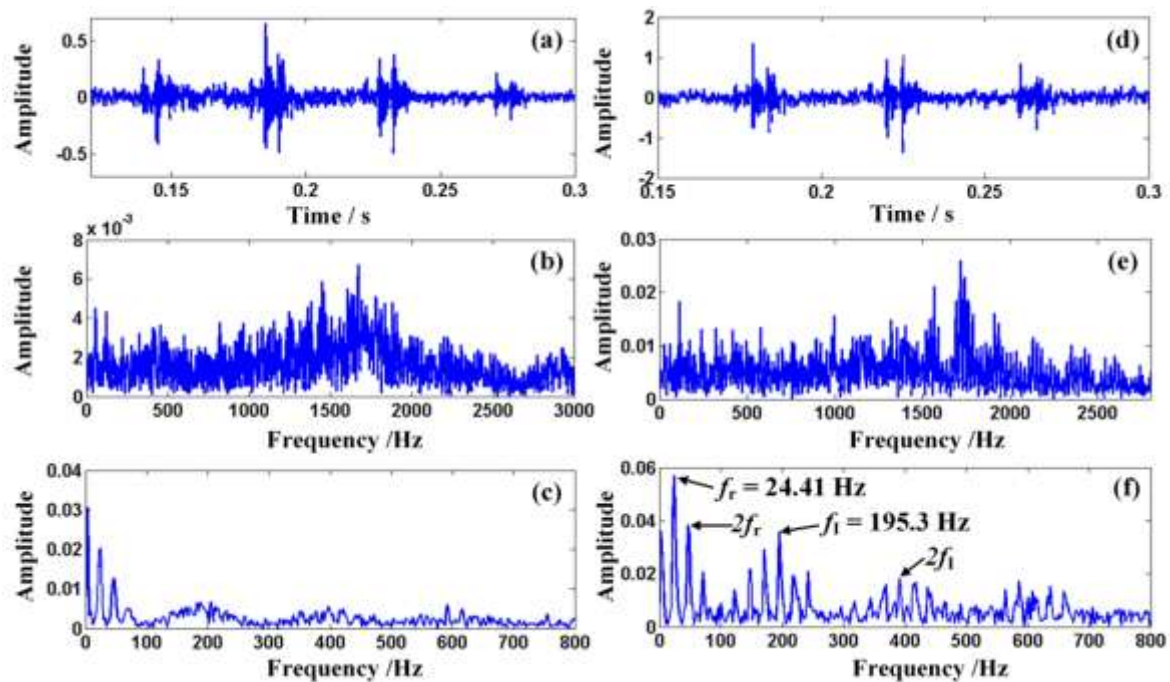 (a)
Amplitude
0.5
0
-0.5
0.15 0.2 0.25 0.3
Time / s
(d)
Amplitude
2
1
0
-1
-2
0.15 0.2 0.25 0.3
Time / s
x 10⁻³
(b)
Amplitude
8
6
4
2
0
0 500 1000 1500 2000 2500 3000
Frequency /Hz
(e)
Amplitude
0.03
0.02
0.01
0
0 500 1000 1500 2000 2500
Frequency /Hz
(c)
Amplitude
0.04
0.03
0.02
0.01
0
0 100 200 300 400 500 600 700 800
Frequency /Hz
(f)
Amplitude
0.06
0.04
0.02
0
fr = 24.41 Hz
2fr
fI = 195.3 Hz
2fI
0 100 200 300 400 500 600 700 800
Frequency /Hz